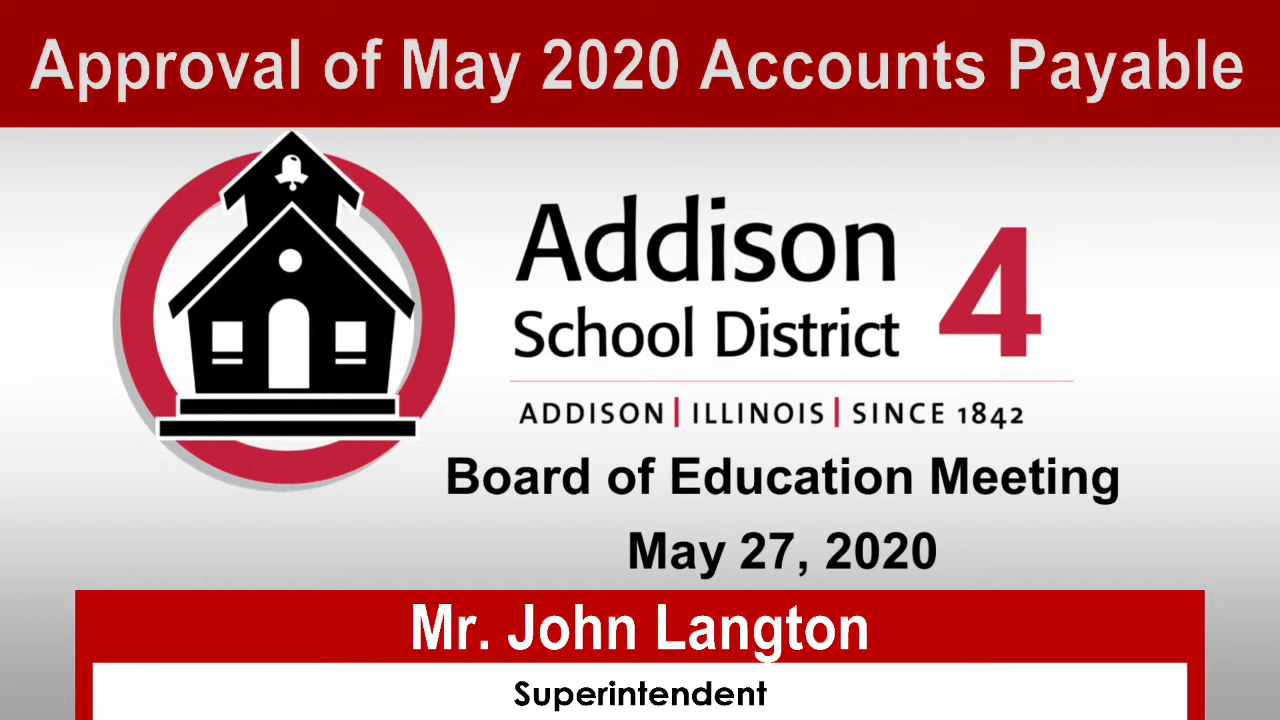 Approval of May 2020 Accounts Payable
Addison
School District 4
ADDISON | ILLINOIS | SINCE 1842
Board of Education Meeting
May 27, 2020
Mr. John Langton
Superintendent